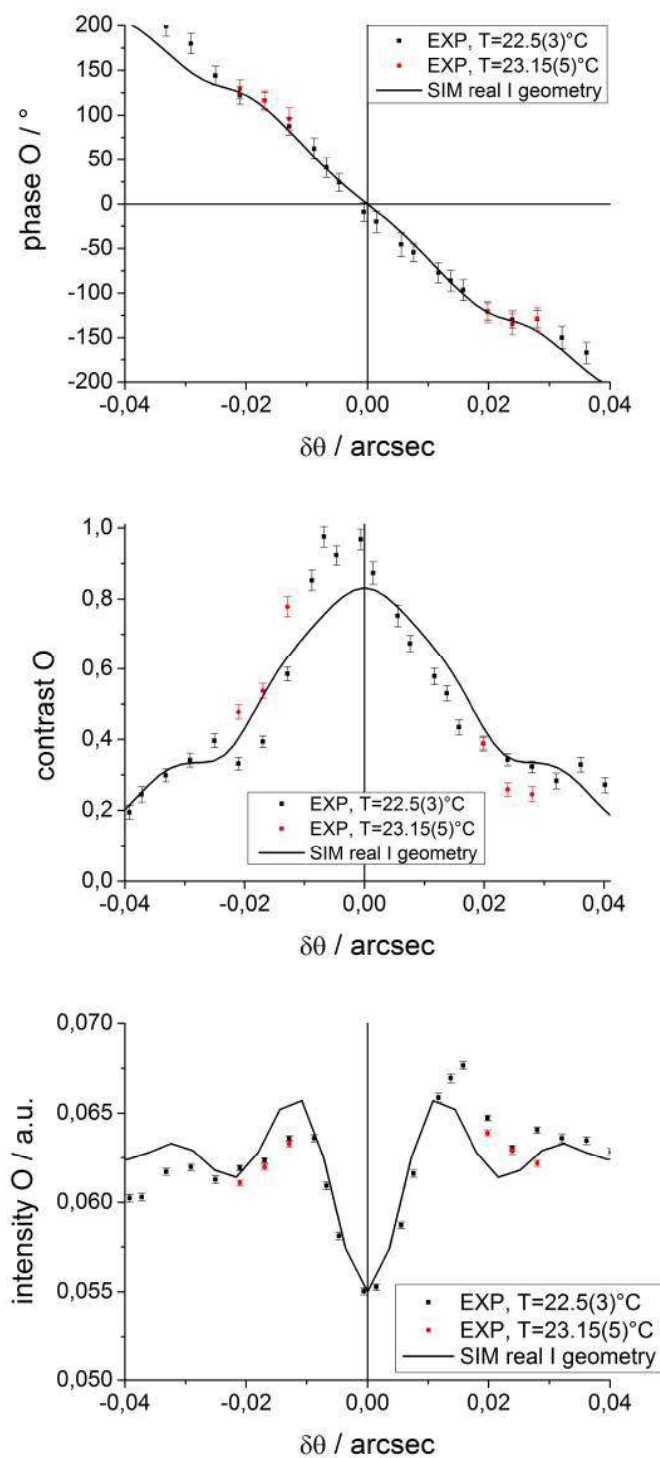 200
150
100
50
0
-50
-100
-150
-200
phase O / °
EXP, T=22.5(3)°C
EXP, T=23.15(5)°C
SIM real I geometry
-0,04 -0,02 0,00 0,02 0,04
δθ / arcsec
1,0
0,8
0,6
0,4
0,2
0,0
contrast O
EXP, T=22.5(3)°C
EXP, T=23.15(5)°C
SIM real I geometry
-0,04 -0,02 0,00 0,02 0,04
δθ / arcsec
0,070
0,065
0,060
0,055
0,050
intensity O / a.u.
EXP, T=22.5(3)°C
EXP, T=23.15(5)°C
SIM real I geometry
-0,04 -0,02 0,00 0,02 0,04
δθ / arcsec